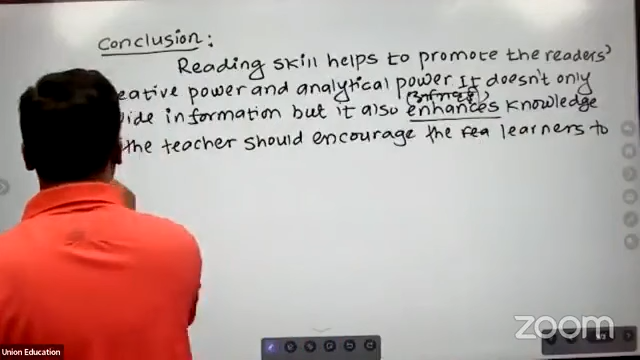 Conclusion :
Reading skill helps to promote the readers'
eative power and analytical power It doesn't only
vide information but it also enhances knowledge
the teacher should encourage the rea learners to
Union Education
zoom